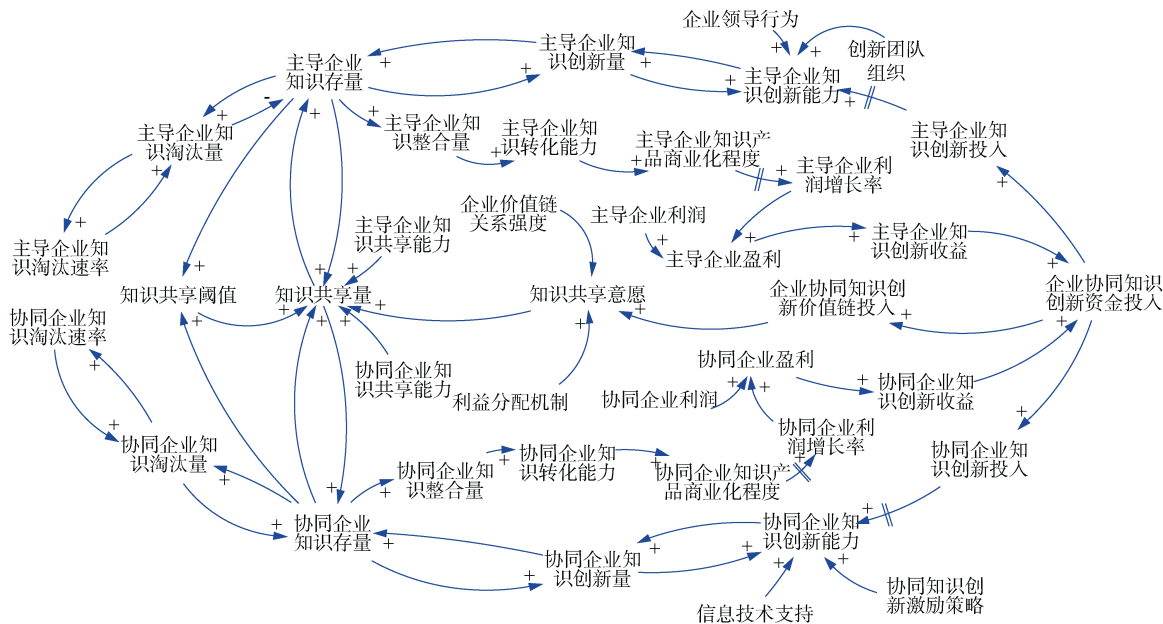 企业领导行为
创新团队
组织
主导企业知
识创新量
主导企业
知识存量
主导企业知
识创新能力
主导企业知
识淘汰量
主导企业知
识整合量
主导企业知
识转化能力
主导企业知识产
品商业化程度
主导企业利
润增长率
主导企业知
识创新投入
主导企业知
识淘汰速率
主导企业知
识共享能力
企业价值链
关系强度
主导企业利润
主导企业盈利
主导企业知
识创新收益
知识共享阈值
知识共享量
知识共享意愿
企业协同知识创
新价值链投入
企业协同知识
创新资金投入
协同企业知
识淘汰速率
协同企业知
识共享能力
利益分配机制
协同企业盈利
协同企业利润
协同企业知
识创新收益
协同企业利
润增长率
协同企业知
识创新投入
协同企业知
识淘汰量
协同企业知
识整合量
协同企业知
识转化能力
协同企业知识产
品商业化程度
协同企业
知识存量
协同企业知
识创新量
协同企业知
识创新能力
信息技术支持
协同知识创
新激励策略